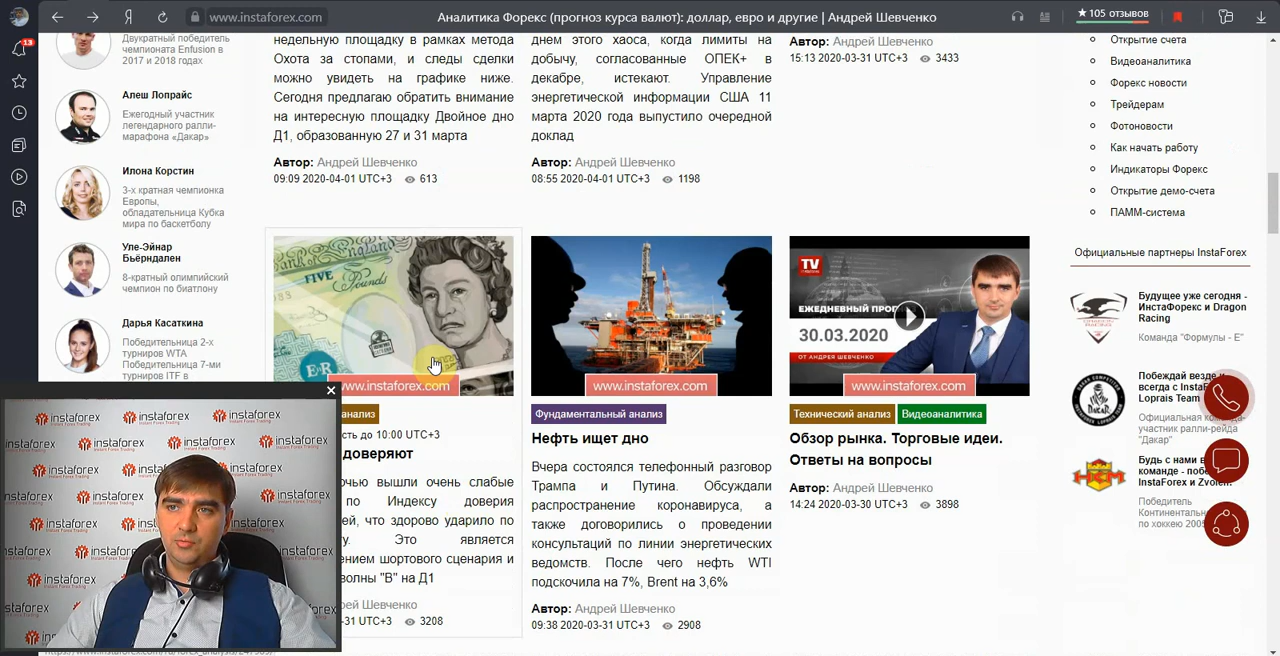 www.instaforex.com
Аналитика Форекс (прогноз курса валют): доллар, евро и другие | Андрей Шевченко
★ 105 отзывов
13
Двукратный победитель
чемпионата Enfusion в
2017 и 2018 годах
Алеш Лопрайс
Ежегодный участник
легендарного ралли-
марафона «Дакар»
Илона Корстин
3-х кратная чемпионка
Европы,
обладательница Кубка
мира по баскетболу
Уле-Эйнар
Бьёрндален
8-кратный олимпийский
чемпион по биатлону
Дарья Касаткина
Победительница 2-х
турниров WTA
Победительница 7-ми
турниров ITF в
недельную площадку в рамках метода
Охота за стопами, и следы сделки
можно увидеть на графике ниже.
Сегодня предлагаю обратить внимание
на интересную площадку Двойное дно
Д1, образованную 27 и 31 марта
Автор: Андрей Шевченко
09:09 2020-04-01 UTC+3 613
днем этого хаоса, когда лимиты на
добычу, согласованные ОПЕК+ в
декабре, истекают. Управление
энергетической информации США 11
марта 2020 года выпустило очередной
доклад
Автор: Андрей Шевченко
08:55 2020-04-01 UTC+3 1198
Автор: Андрей Шевченко
15:13 2020-03-31 UTC+3 3433
FIVE
Pounds
www.instaforex.com
анализ
сть до 10:00 UTC+3
доверяют
очью вышли очень слабые
по Индексу доверия
ей, что здорово ударило по
у. Это является
ением шортового сценария и
волны "B" на Д1
рей Шевченко
-31 UTC+3 3208
www.instaforex.com
Фундаментальный анализ
Нефть ищет дно
Вчера состоялся телефонный разговор
Трампа и Путина. Обсуждали
распространение коронавируса, а
также договорились о проведении
консультаций по линии энергетических
ведомств. После чего нефть WTI
подскочила на 7%, Brent на 3,6%
Автор: Андрей Шевченко
09:38 2020-03-31 UTC+3 2908
TV
ЕЖЕДНЕВНЫЙ ПРОГ
30.03.2020
ОТ АНДРЕЯ ШЕВЧЕНКО
www.instaforex.com
Технический анализ Видеоаналитика
Обзор рынка. Торговые идеи.
Ответы на вопросы
Автор: Андрей Шевченко
14:24 2020-03-30 UTC+3 3898
Открытие счета
Видеоаналитика
Форекс новости
Трейдерам
Фотоновости
Как начать работу
Индикаторы Форекс
Открытие демо-счета
ПАММ-система
Официальные партнеры InstaForex
Будущее уже сегодня -
ИнстаФорекс и Dragon
Racing
Команда "Формулы - E"
Побеждай везде
всегда с Insta
Loprais Team
Официальная
участник ралли-рейда
"Дакар"
Будь с нами в
команде - побе
InstaForex и Zvolen
Победитель
Континенталь
по хоккею 2005
instaforex
Instant Forex Trading